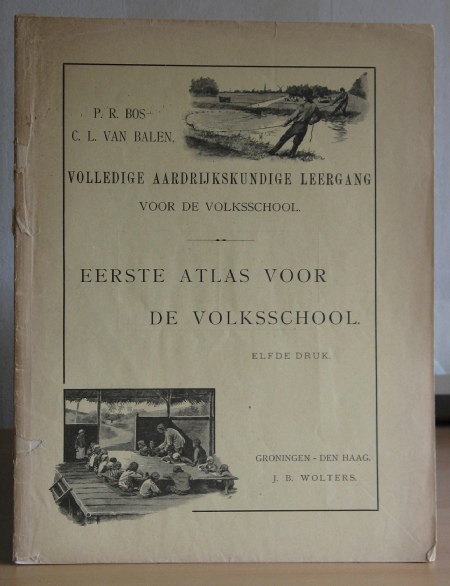 P. R. BOS—
C. L. VAN BALEN,
VOLLEDIGE AARDRIJKSKUNDIGE LEERGANG
VOOR DE VOLKSSCHOOL.
EERSTE ATLAS VOOR
DE VOLKSSCHOOL.
ELFDE DRUK.
GRONINGEN - DEN HAAG.
J. B. WOLTERS.